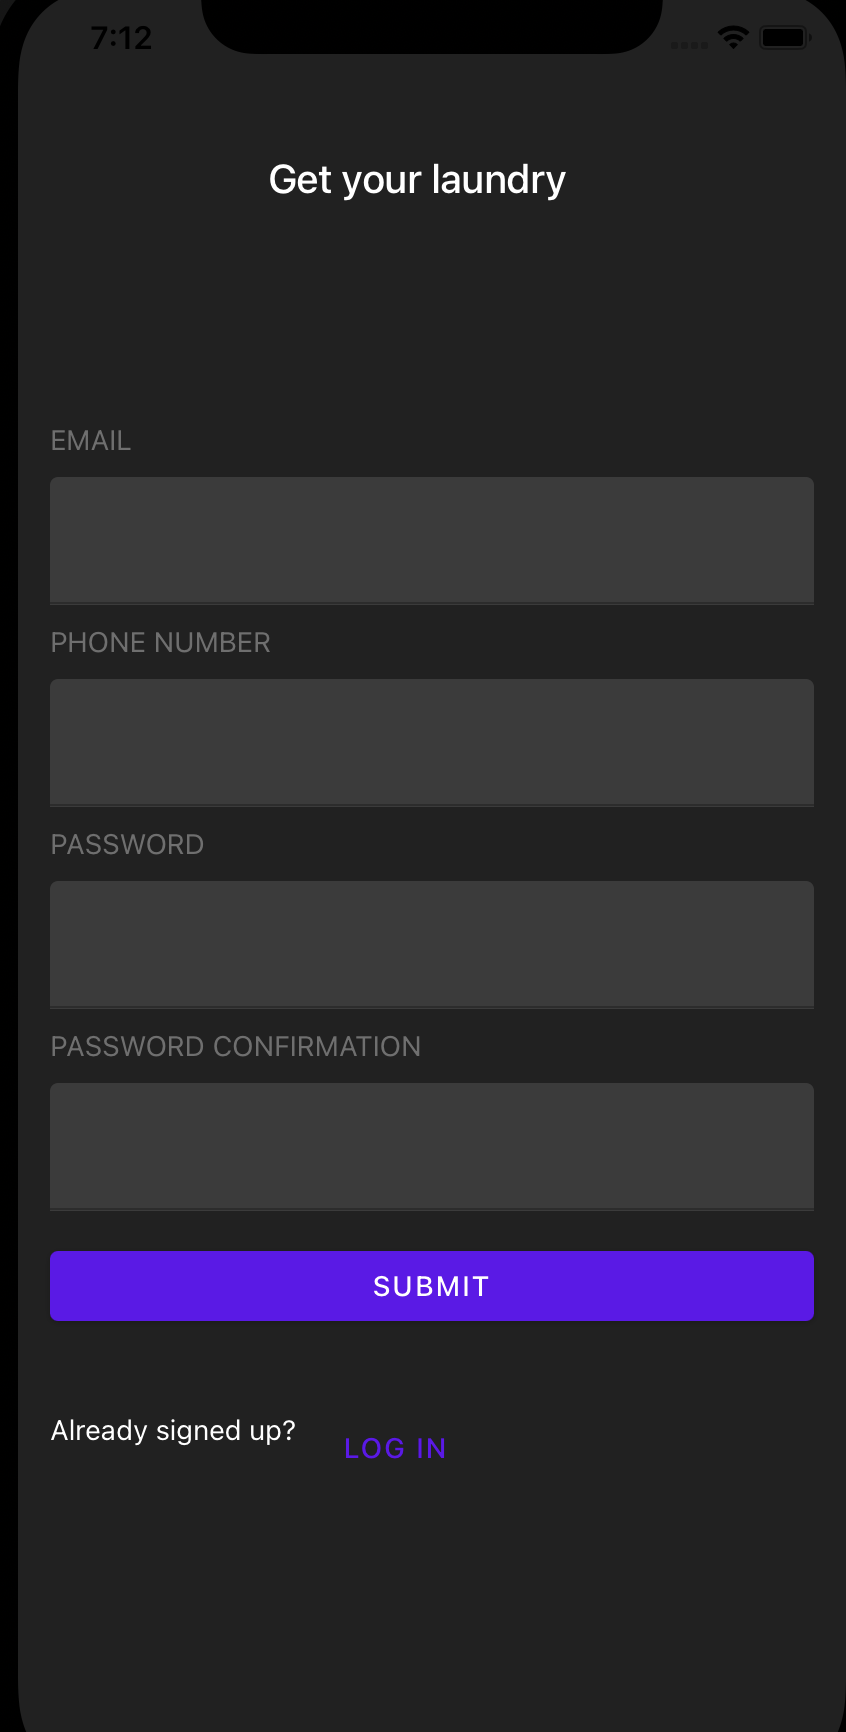 7:12
Get your laundry
EMAIL
PHONE NUMBER
PASSWORD
PASSWORD CONFIRMATION
SUBMIT
Already signed up?
LOG IN